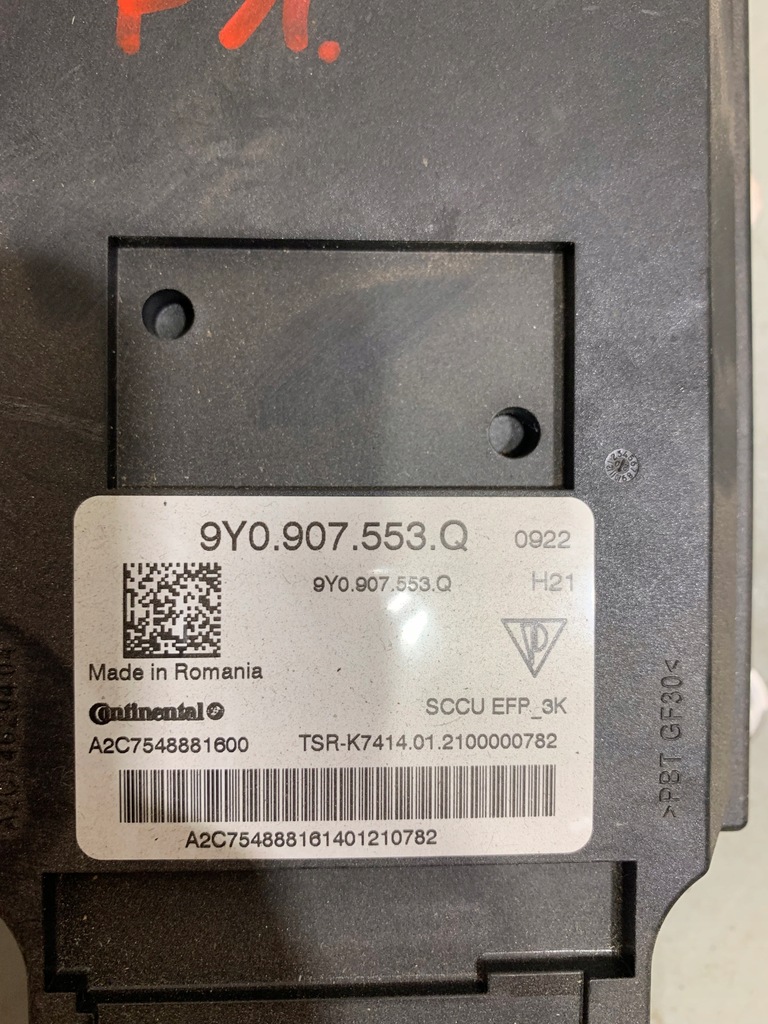 9Y0.907.553.Q 0922
9Y0.907.553.Q H21
Made in Romania
Continental SCCU EFP_3K
A2C7548881600 TSR-K7414.01.2100000782
A2C754888161401210782
>PBT GF30<